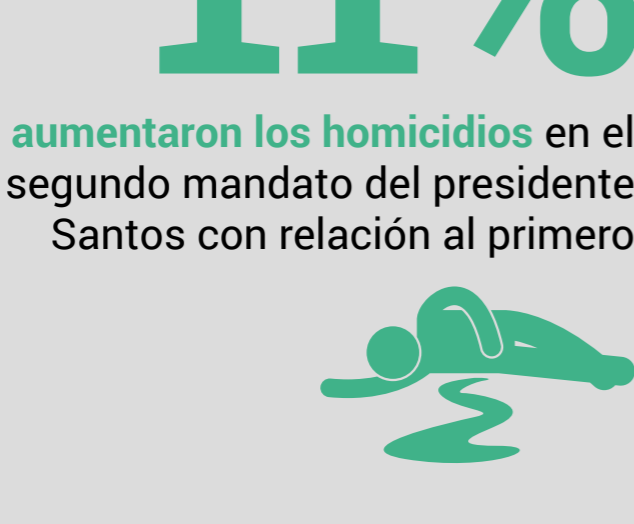 11%
aumentaron los homicidios en el
segundo mandato del presidente
Santos con relación al primero